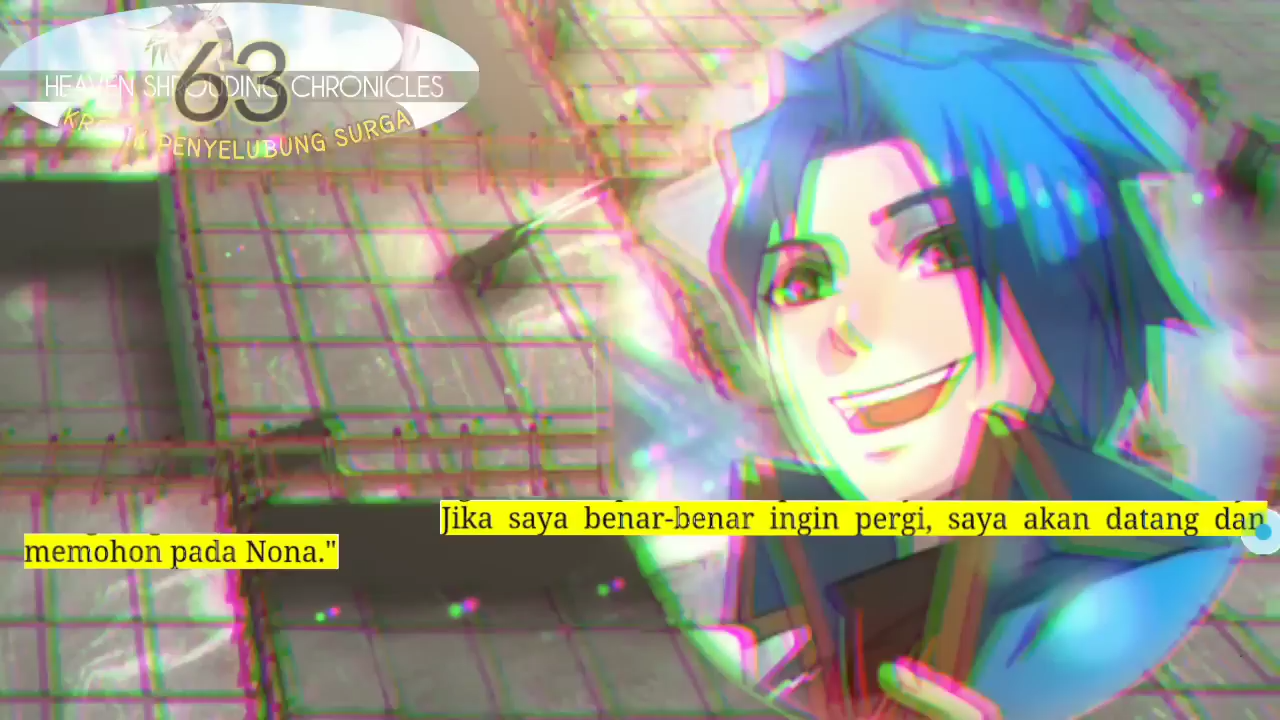 63
HEAVEN SHROUDING CHRONICLES
PENYELUBUNG SURGA
Jika saya benar-benar ingin pergi, saya akan datang dan
memohon pada Nona."